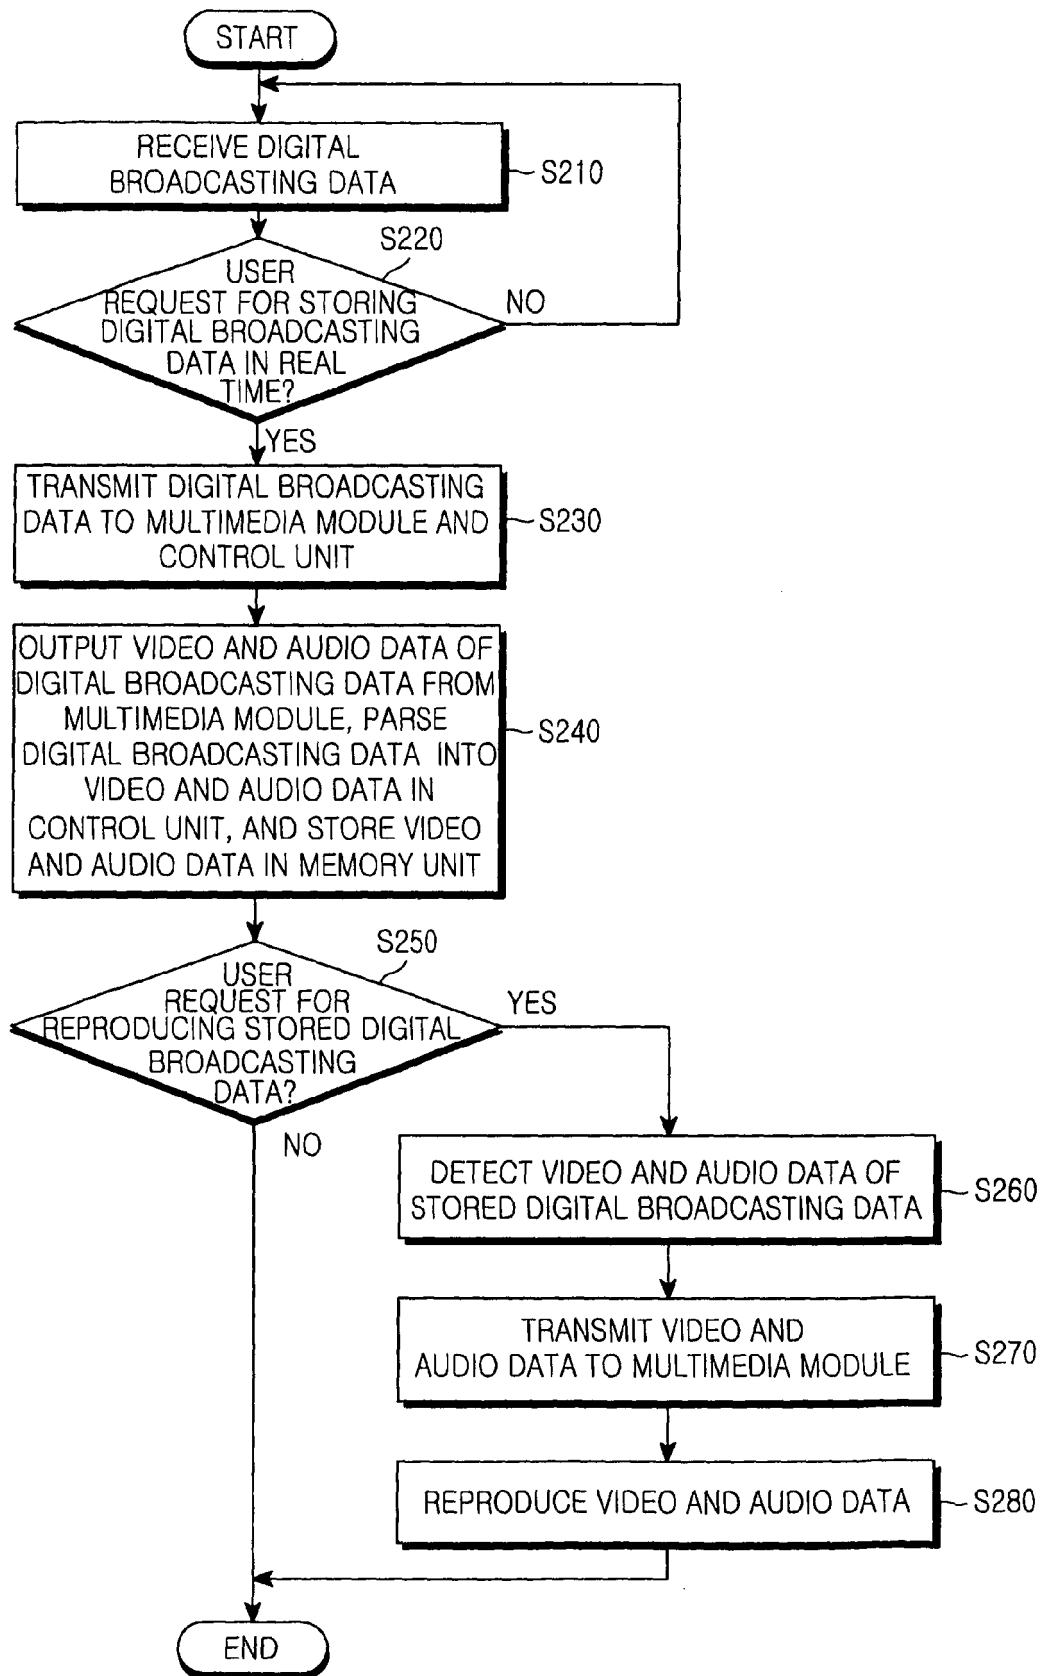 START
RECEIVE DIGITAL
BROADCASTING DATA
S210
S220
USER
REQUEST FOR STORING
DIGITAL BROADCASTING
DATA IN REAL
TIME?
NO
YES
TRANSMIT DIGITAL BROADCASTING
DATA TO MULTIMEDIA MODULE AND
CONTROL UNIT
S230
OUTPUT VIDEO AND AUDIO DATA OF
DIGITAL BROADCASTING DATA FROM
MULTIMEDIA MODULE, PARSE
DIGITAL BROADCASTING DATA INTO
VIDEO AND AUDIO DATA IN
CONTROL UNIT, AND STORE VIDEO
AND AUDIO DATA IN MEMORY UNIT
S240
S250
USER
REQUEST FOR
REPRODUCING STORED DIGITAL
BROADCASTING
DATA?
YES
NO
DETECT VIDEO AND AUDIO DATA OF
STORED DIGITAL BROADCASTING DATA
S260
TRANSMIT VIDEO AND
AUDIO DATA TO MULTIMEDIA MODULE
S270
REPRODUCE VIDEO AND AUDIO DATA
S280
END